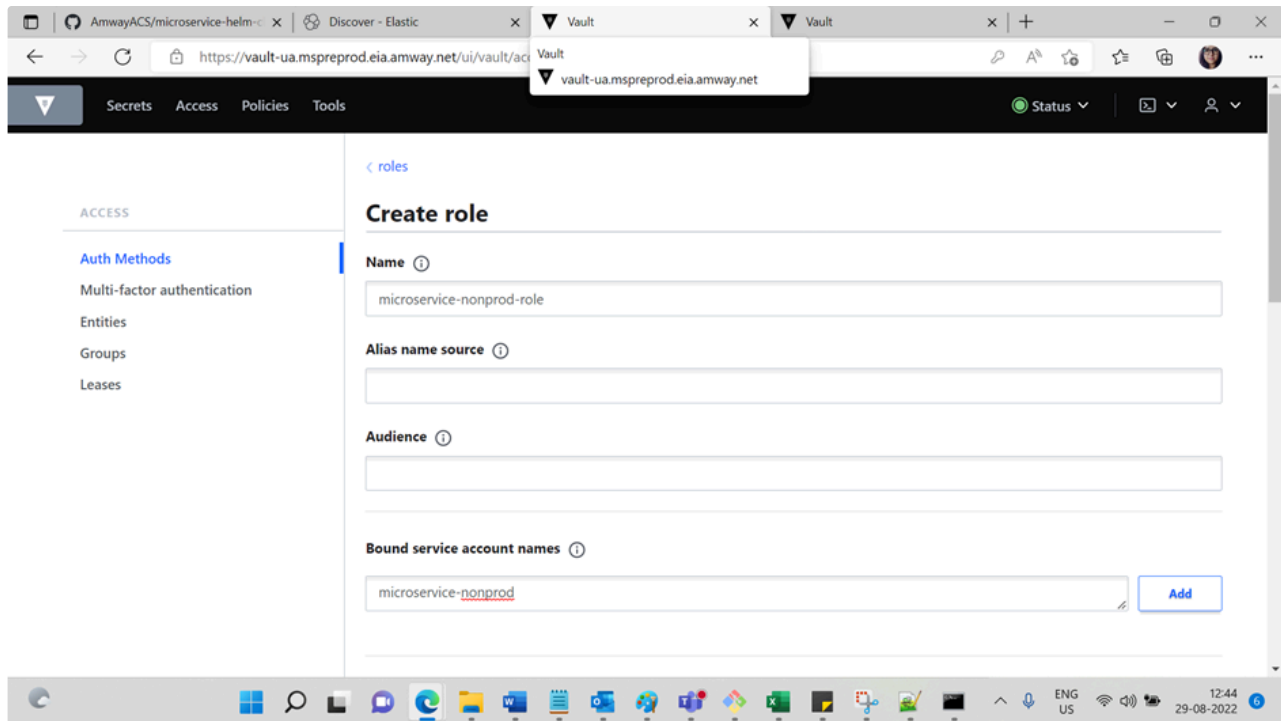 AmwayACS/microservice-helm-c
Discover - Elastic
Vault
Vault
https://vault-ua.mspreprod.eia.amway.net/ui/vault/acc
Vault
vault-ua.mspreprod.eia.amway.net
Secrets Access Policies Tools Status
roles
ACCESS
Create role
Auth Methods
Multi-factor authentication
Entities
Groups
Leases
Name
microservice-nonprod-role
Alias name source
Audience
Bound service account names
microservice-nonprod
Add
ENG
US
12:44
29-08-2022
6